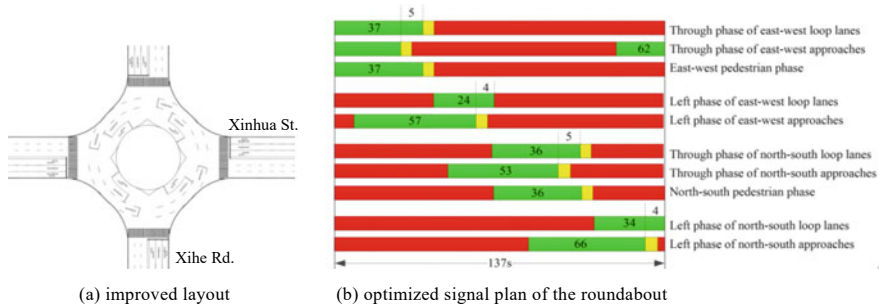 5
37
Through phase of east-west loop lanes
62
Through phase of east-west approaches
37
East-west pedestrian phase
4
24
Left phase of east-west loop lanes
57
Left phase of east-west approaches
5
36
Through phase of north-south loop lanes
53
Through phase of north-south approaches
36
North-south pedestrian phase
4
34
Left phase of north-south loop lanes
66
Left phase of north-south approaches
137s
Xinhua St.
Xihe Rd.
(a) improved layout
(b) optimized signal plan of the roundabout